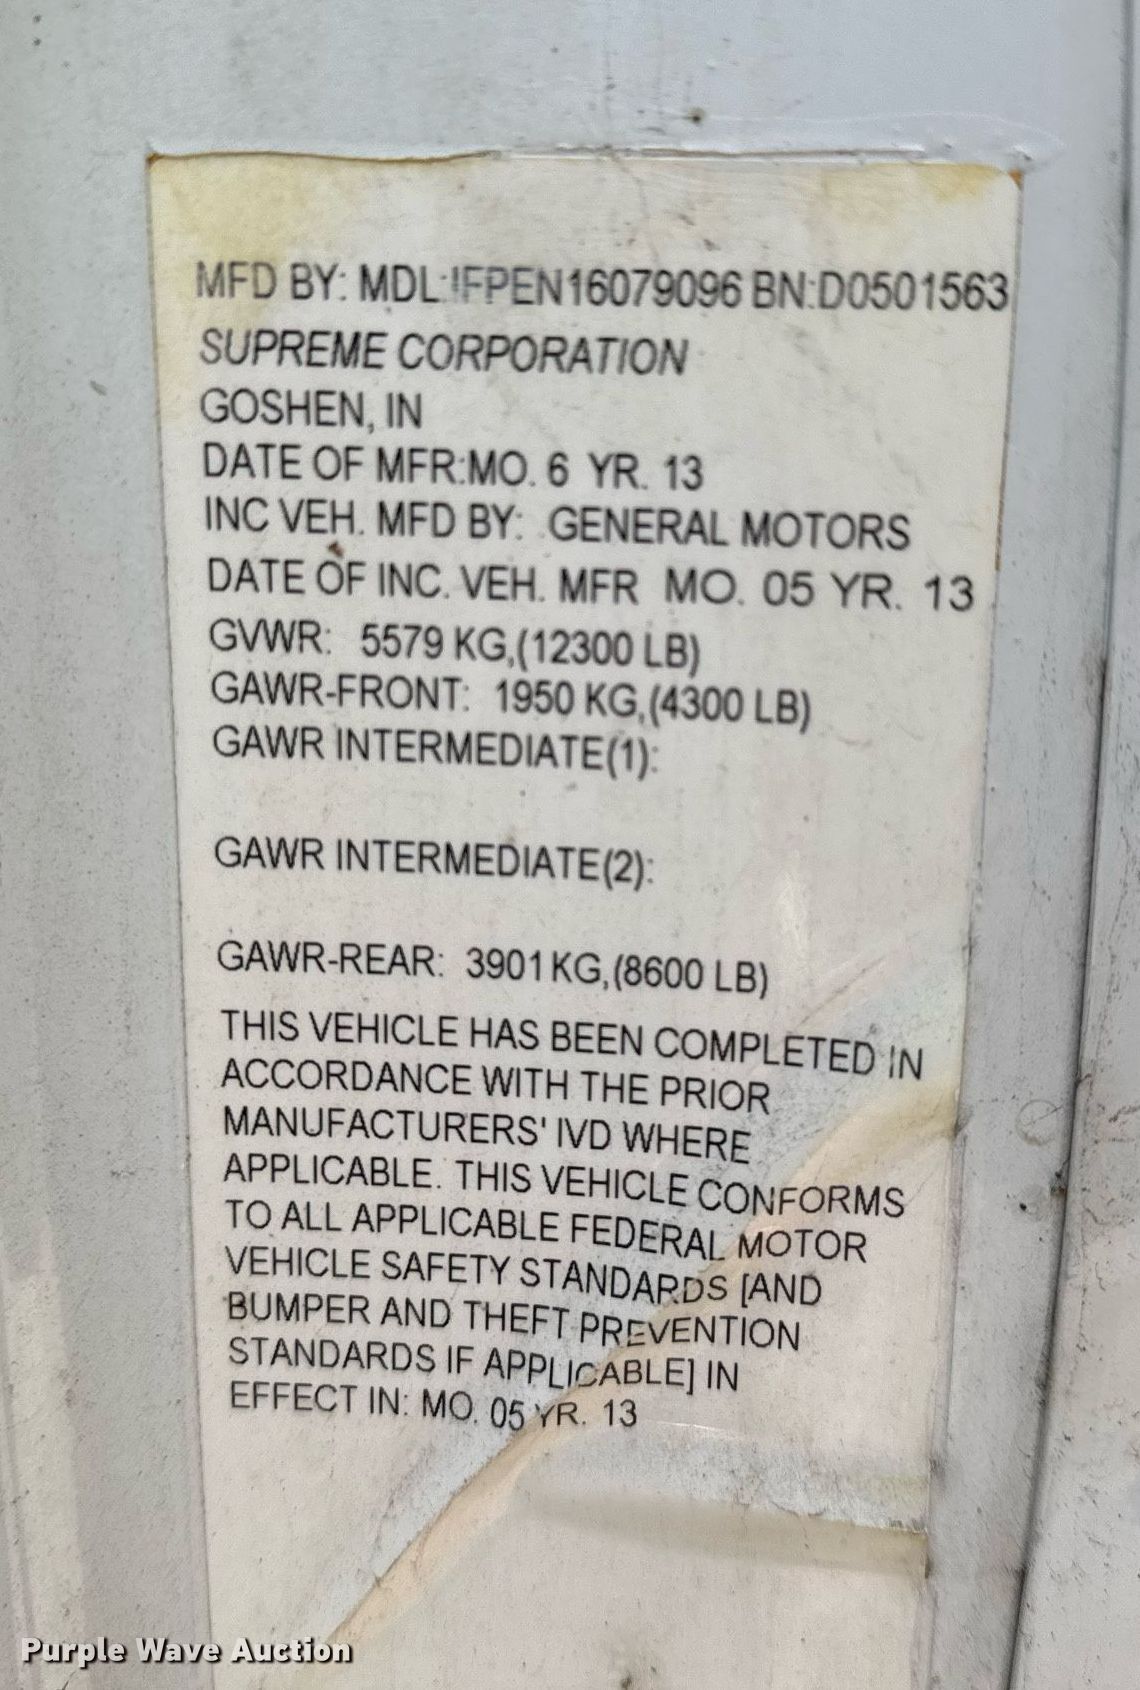 MFD BY: MDL:IFPEN16079096 BN:D0501563
SUPREME CORPORATION
GOSHEN, IN
DATE OF MFR:MO. 6 YR. 13
INC VEH. MFD BY: GENERAL MOTORS
DATE OF INC. VEH. MFR MO. 05 YR. 13
GVWR: 5579 KG,(12300 LB)
GAWR-FRONT: 1950 KG,(4300 LB)
GAWR INTERMEDIATE(1):
GAWR INTERMEDIATE(2):
GAWR-REAR: 3901 KG,(8600 LB)
THIS VEHICLE HAS BEEN COMPLETED IN
ACCORDANCE WITH THE PRIOR
MANUFACTURERS' IVD WHERE
APPLICABLE. THIS VEHICLE CONFORMS
TO ALL APPLICABLE FEDERAL MOTOR
VEHICLE SAFETY STANDARDS [AND
BUMPER AND THEFT PREVENTION
STANDARDS IF APPLICABLE] IN
EFFECT IN: MO. 05 YR. 13
Purple Wave Auction